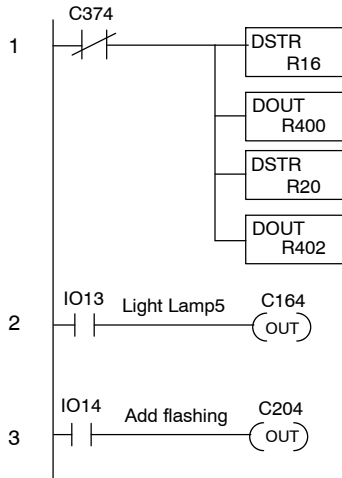 C374
1
DSTR
R16
DOUT
R400
DSTR
R20
DOUT
R402
IO13
Light Lamp5
C164
2
OUT
IO14
Add flashing
C204
3
OUT